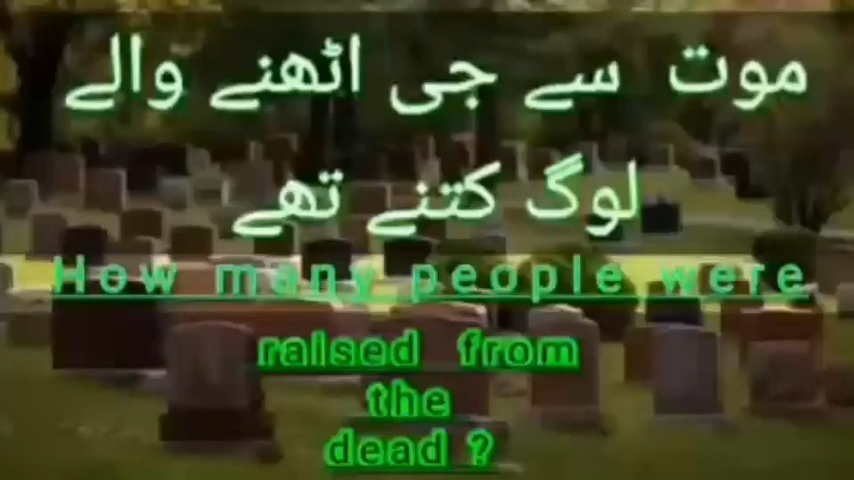 موت سے جی اٹھنے والے
لوگ کتنے تھے
How many people were
raised from
the
dead ?